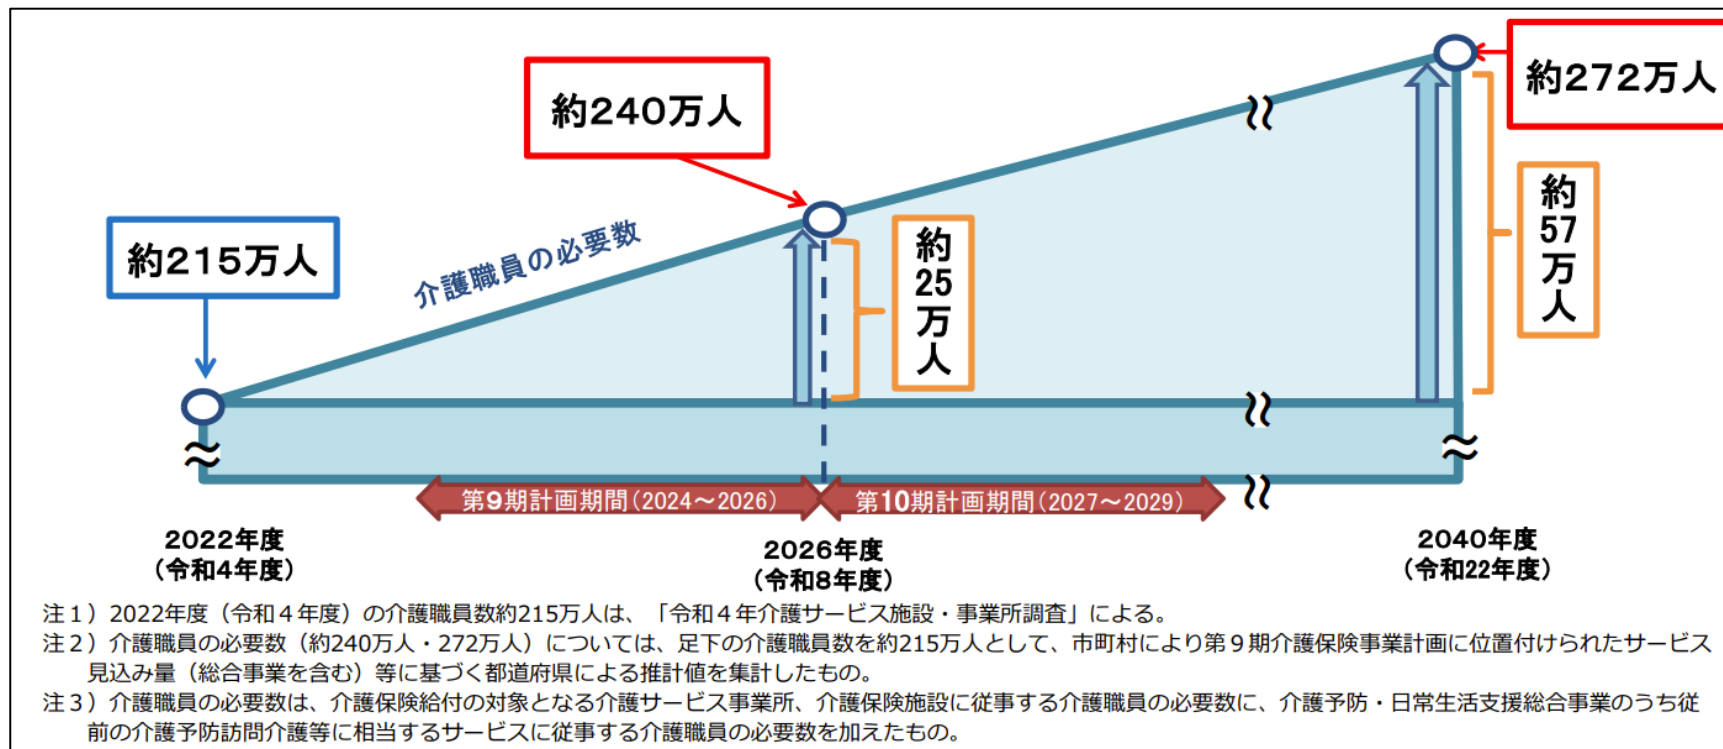 約272万人
約240万人
約215万人
介護職員の必要数
約25万人
約57万人
第9期計画期間(2024～2026)
第10期計画期間(2027～2029)
2022年度
(令和4年度)
2026年度
(令和8年度)
2040年度
(令和22年度)
注１）2022年度（令和４年度）の介護職員数約215万人は、「令和４年介護サービス施設・事業所調査」による。
注２）介護職員の必要数（約240万人・272万人）については、足下の介護職員数を約215万人として、市町村により第９期介護保険事業計画に位置付けられたサービス
見込み量（総合事業を含む）等に基づく都道府県による推計値を集計したもの。
注３）介護職員の必要数は、介護保険給付の対象となる介護サービス事業所、介護保険施設に従事する介護職員の必要数に、介護予防・日常生活支援総合事業のうち従
前の介護予防訪問介護等に相当するサービスに従事する介護職員の必要数を加えたもの。